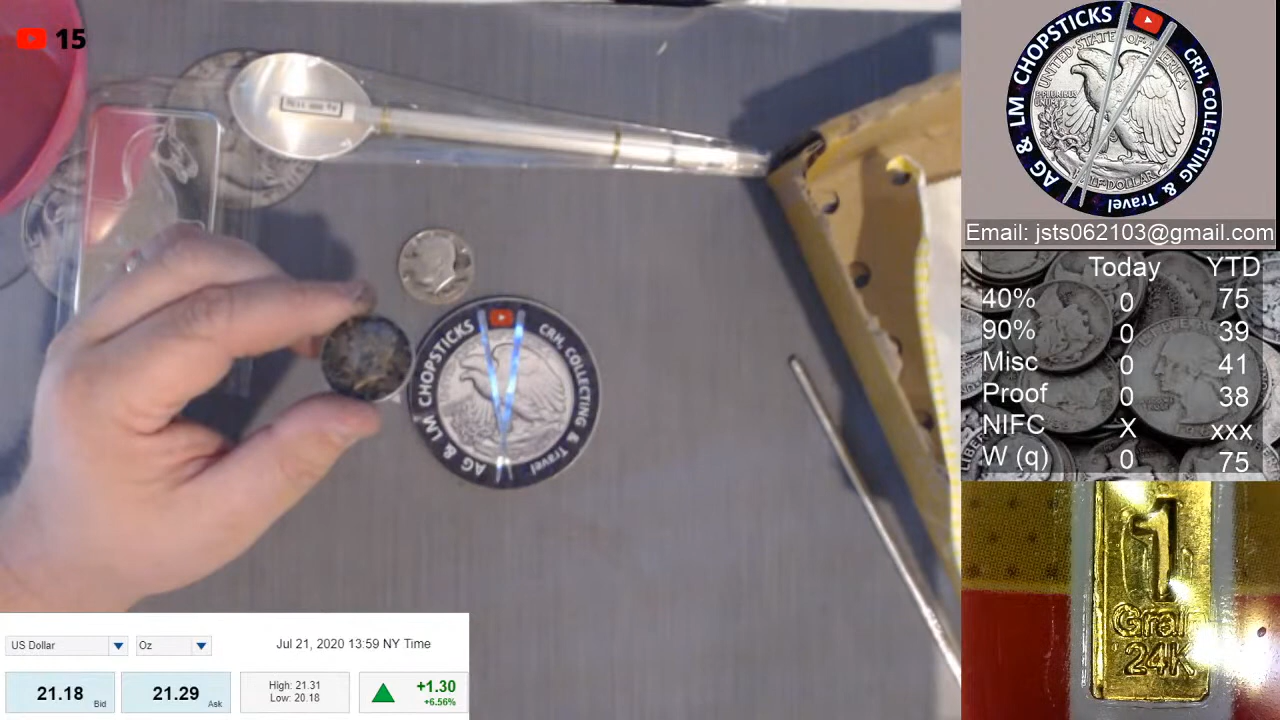 15
CHOPSTICKS
AG & LM
CRH, COLLECTING
& Travel
UNITED STATES OF AMERICA
E PLURIBUS
UNUM
HALF DOLLAR
Email: jsts062103@gmail.com
Today YTD
40% 0 75
90% 0 39
Misc 0 41
Proof 0 38
NIFC X xxx
W (q) 0 75
CHOPSTICKS
AG & LM
CRH, COLLECTING
& Travel
1
Grain
24K
US Dollar
Oz
Jul 21, 2020 13:59 NY Time
21.18 Bid
21.29 Ask
High: 21.31
Low: 20.18
+1.30
+6.56%